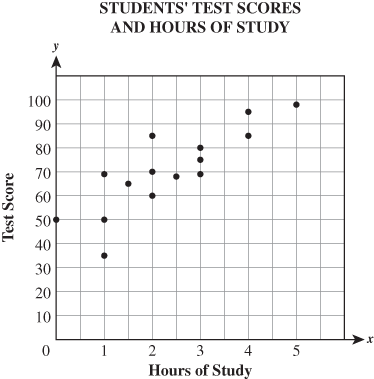 STUDENTS' TEST SCORES
AND HOURS OF STUDY
y
100
90
80
70
60
50
40
30
20
10
Test Score
0 1 2 3 4 5 x
Hours of Study